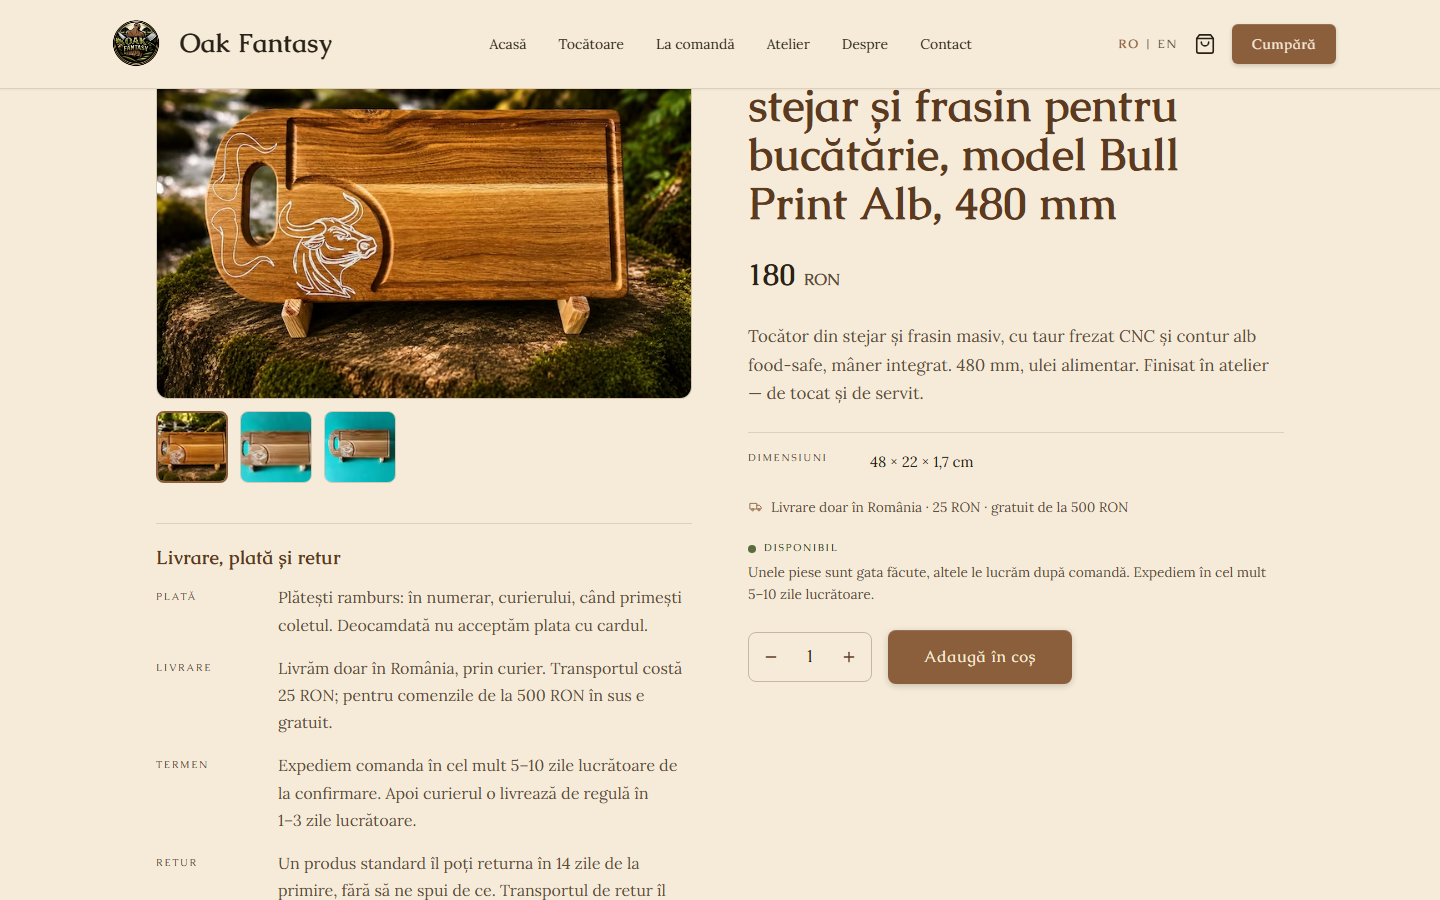 OAK
FANTASY
Oak Fantasy
Acasă
Tocătoare
La comandă
Atelier
Despre
Contact
RO | EN
Cumpără
stejar și frasin pentru
bucătărie, model Bull
Print Alb, 480 mm
180 RON
Tocător din stejar și frasin masiv, cu taur frezat CNC și contur alb
food-safe, mâner integrat. 480 mm, ulei alimentar. Finisat în atelier
— de tocat și de servit.
DIMENSIUNI
48 × 22 × 1,7 cm
Livrare doar în România · 25 RON · gratuit de la 500 RON
DISPONIBIL
Unele piese sunt gata făcute, altele le lucrăm după comandă. Expediem în cel mult
5–10 zile lucrătoare.
− 1 +
Adaugă în coș
Livrare, plată și retur
PLATĂ
Plătești ramburs: în numerar, curierului, când primești
coletul. Deocamdată nu acceptăm plata cu cardul.
LIVRARE
Livrăm doar în România, prin curier. Transportul costă
25 RON; pentru comenzile de la 500 RON în sus e
gratuit.
TERMEN
Expediem comanda în cel mult 5–10 zile lucrătoare de
la confirmare. Apoi curierul o livrează de regulă în
1–3 zile lucrătoare.
RETUR
Un produs standard îl poți returna în 14 zile de la
primire, fără să ne spui de ce. Transportul de retur îl